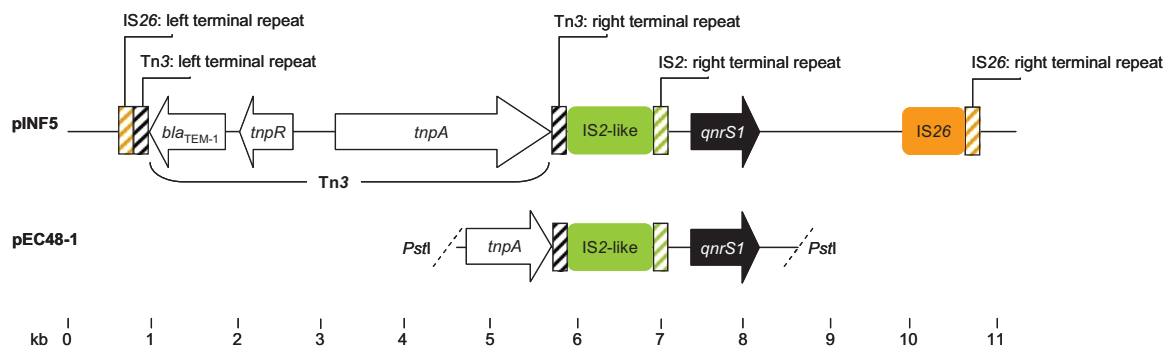 IS26: left terminal repeat
Tn3: right terminal repeat
Tn3: left terminal repeat
IS2: right terminal repeat
IS26: right terminal repeat
pINF5
blaTEM-1
tnpR
tnpA
IS2-like
qnrS1
IS26
Tn3
pEC48-1
PstI
tnpA
IS2-like
qnrS1
PstI
kb 0 1 2 3 4 5 6 7 8 9 10 11